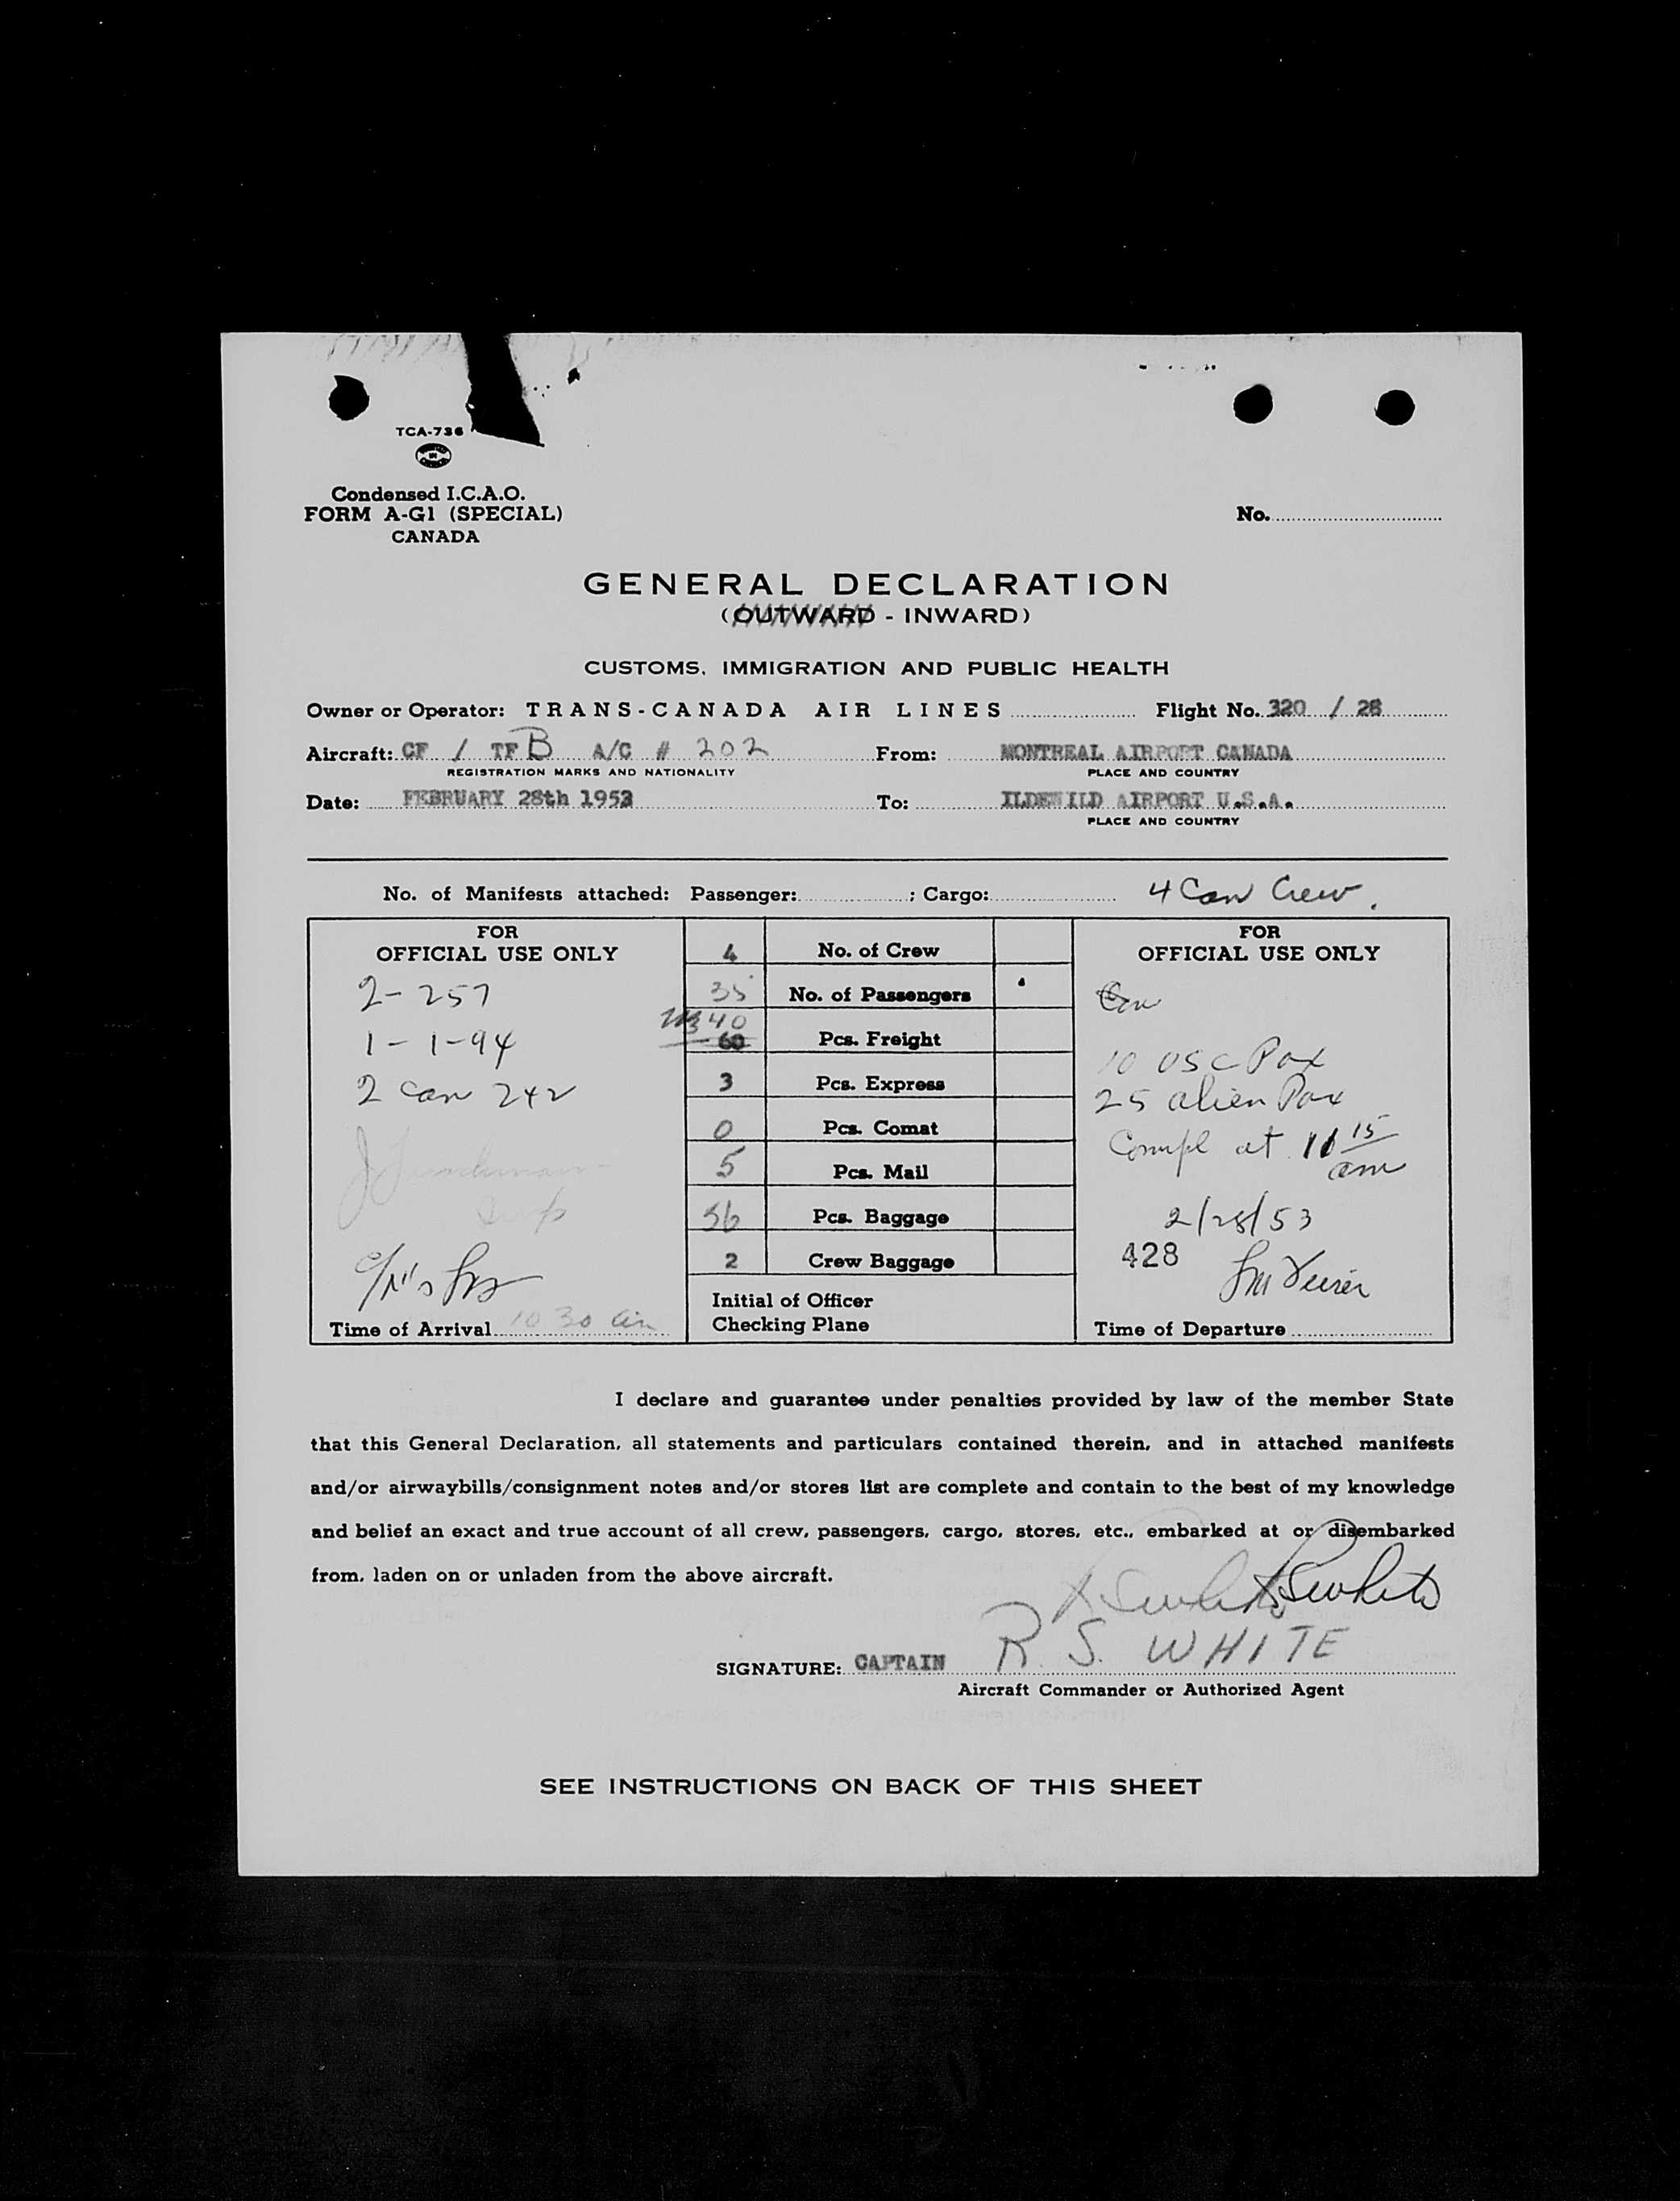 TCA-736
Condensed I.C.A.O.
FORM A-G1 (SPECIAL)
CANADA
No.
GENERAL DECLARATION
(OUTWARD - INWARD)
CUSTOMS, IMMIGRATION AND PUBLIC HEALTH
Owner or Operator: TRANS-CANADA AIR LINES Flight No. 320 / 28
Aircraft: CF / TFB A/C # 202 From: MONTREAL AIRPORT CANADA
REGISTRATION MARKS AND NATIONALITY PLACE AND COUNTRY
Date: FEBRUARY 28th 1953 To: ILDEWILD AIRPORT U.S.A.
PLACE AND COUNTRY
No. of Manifests attached: Passenger: ; Cargo: 4 Can Crew.
FOR
OFFICIAL USE ONLY
2-257
1-1-94
2 can 242
Time of Arrival 10 30 am
4 No. of Crew
35 No. of Passengers
40
60 Pcs. Freight
3 Pcs. Express
0 Pcs. Comat
5 Pcs. Mail
56 Pcs. Baggage
2 Crew Baggage
Initial of Officer
Checking Plane
FOR
OFFICIAL USE ONLY
10 USC Pax
25 alien Pax
Compl at 11 15
am
2/28/53
428
Time of Departure
I declare and guarantee under penalties provided by law of the member State
that this General Declaration, all statements and particulars contained therein, and in attached manifests
and/or airwaybills/consignment notes and/or stores list are complete and contain to the best of my knowledge
and belief an exact and true account of all crew, passengers, cargo, stores, etc., embarked at or disembarked
from, laden on or unladen from the above aircraft.
RSWhite
SIGNATURE: CAPTAIN R. S. WHITE
Aircraft Commander or Authorized Agent
SEE INSTRUCTIONS ON BACK OF THIS SHEET